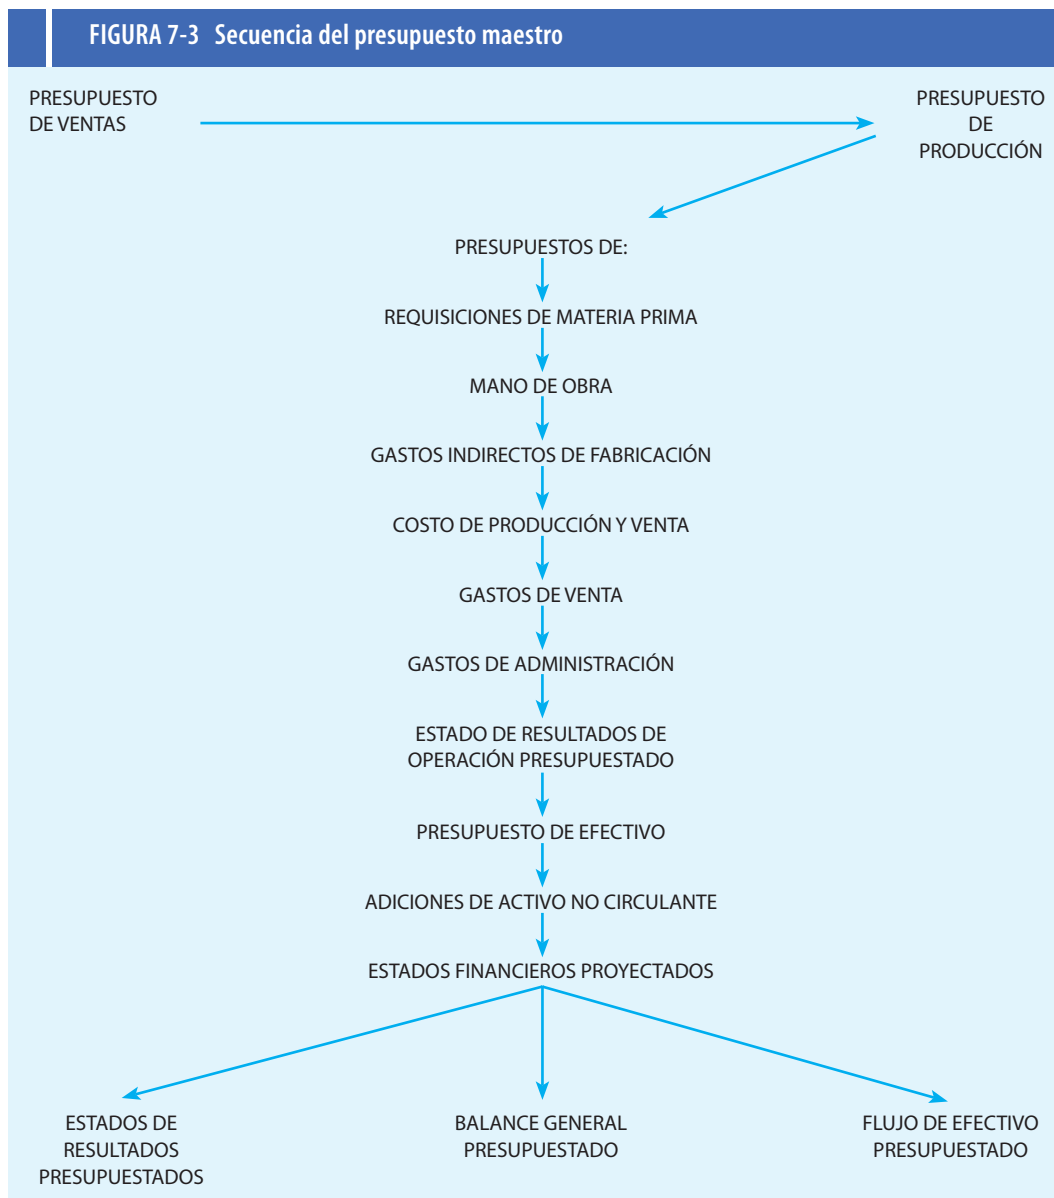 FIGURA 7-3 Secuencia del presupuesto maestro
PRESUPUESTO
DE VENTAS
PRESUPUESTO
DE
PRODUCCIÓN
PRESUPUESTOS DE:
REQUISICIONES DE MATERIA PRIMA
MANO DE OBRA
GASTOS INDIRECTOS DE FABRICACIÓN
COSTO DE PRODUCCIÓN Y VENTA
GASTOS DE VENTA
GASTOS DE ADMINISTRACIÓN
ESTADO DE RESULTADOS DE
OPERACIÓN PRESUPUESTADO
PRESUPUESTO DE EFECTIVO
ADICIONES DE ACTIVO NO CIRCULANTE
ESTADOS FINANCIEROS PROYECTADOS
ESTADOS DE
RESULTADOS
PRESUPUESTADOS
BALANCE GENERAL
PRESUPUESTADO
FLUJO DE EFECTIVO
PRESUPUESTADO